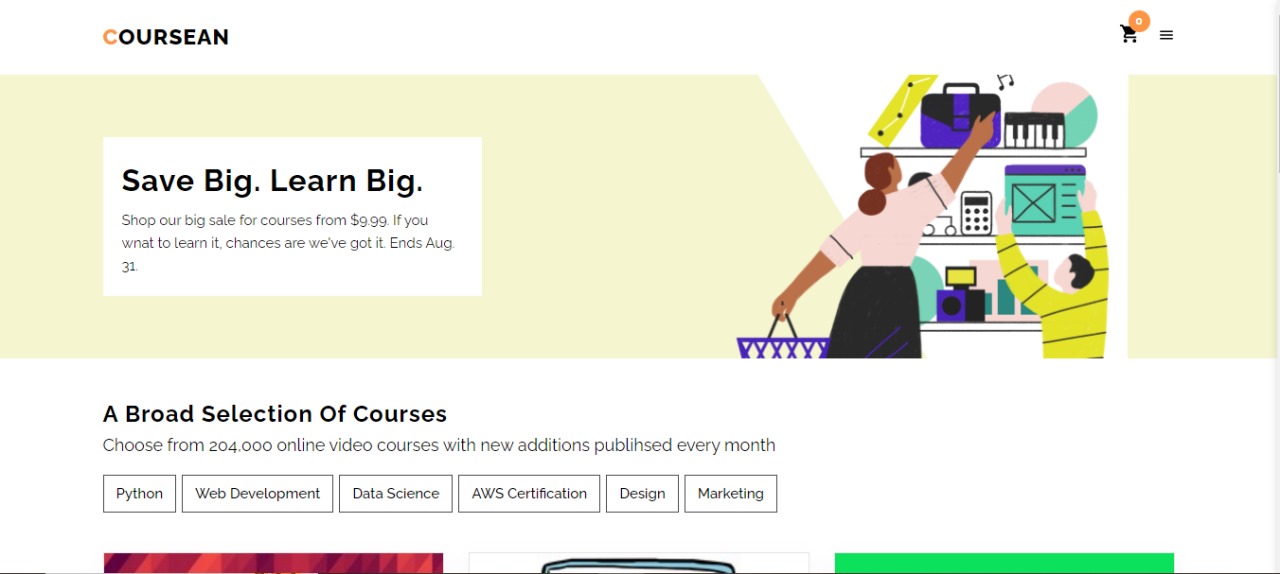 COURSEAN
0
Save Big. Learn Big.
Shop our big sale for courses from $9.99. If you
wnat to learn it, chances are we've got it. Ends Aug.
31.
A Broad Selection Of Courses
Choose from 204,000 online video courses with new additions publihsed every month
Python
Web Development
Data Science
AWS Certification
Design
Marketing